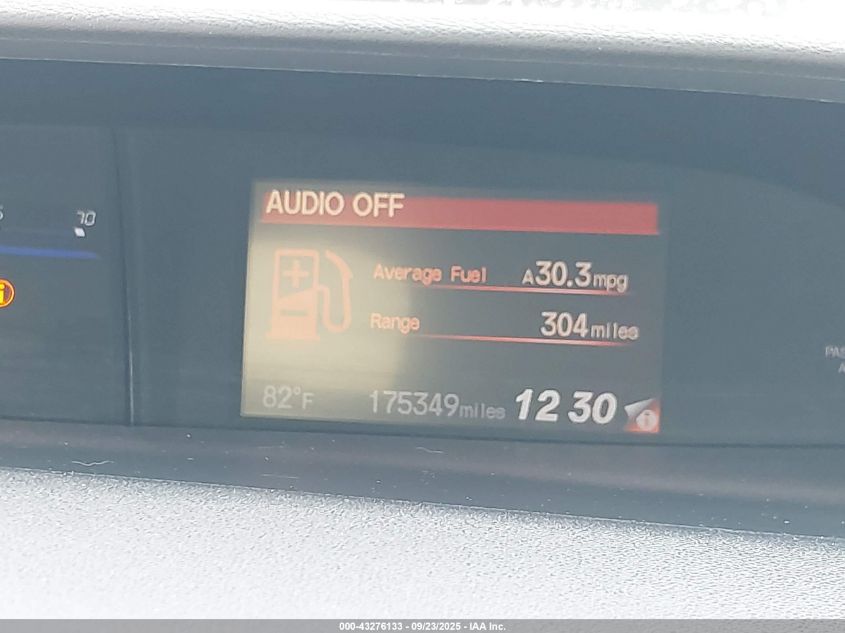 AUDIO OFF
70
Average Fuel A30.3mpg
Range 304miles
82°F 175349miles 12 30
000-43276133 - 09/23/2025 - IAA Inc.